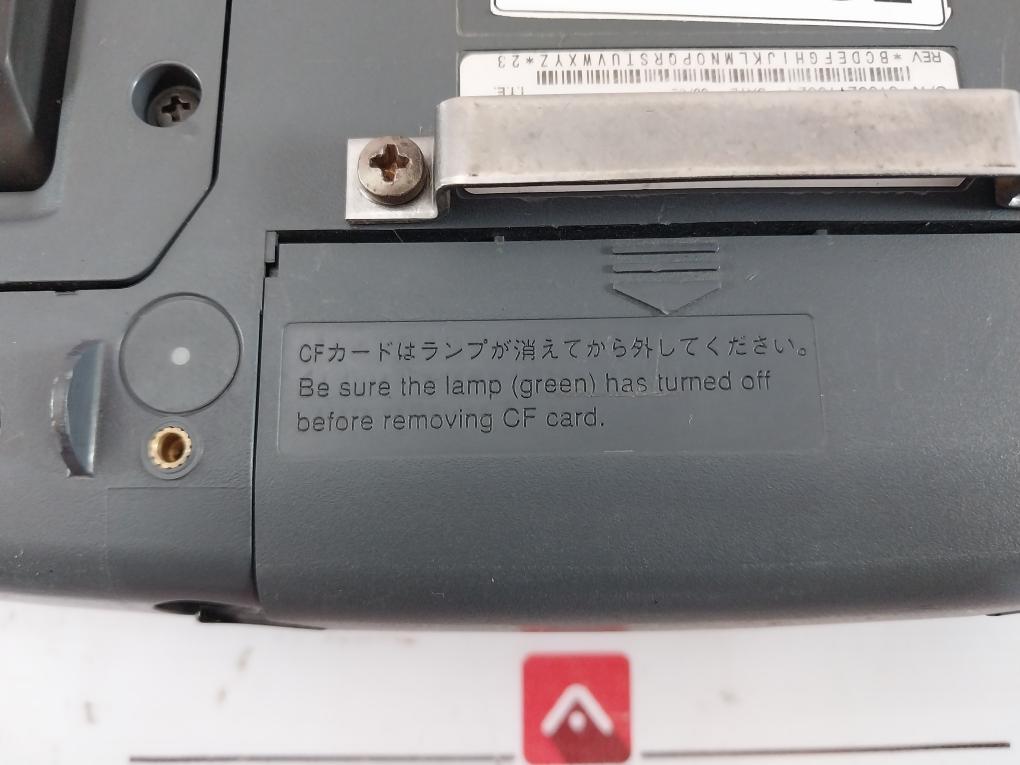 REV*BCDEFGHIJKLMNOPQRSTUVWXYZ*23
I.T.E.
CFカードはランプが消えてから外してください。
Be sure the lamp (green) has turned off
before removing CF card.